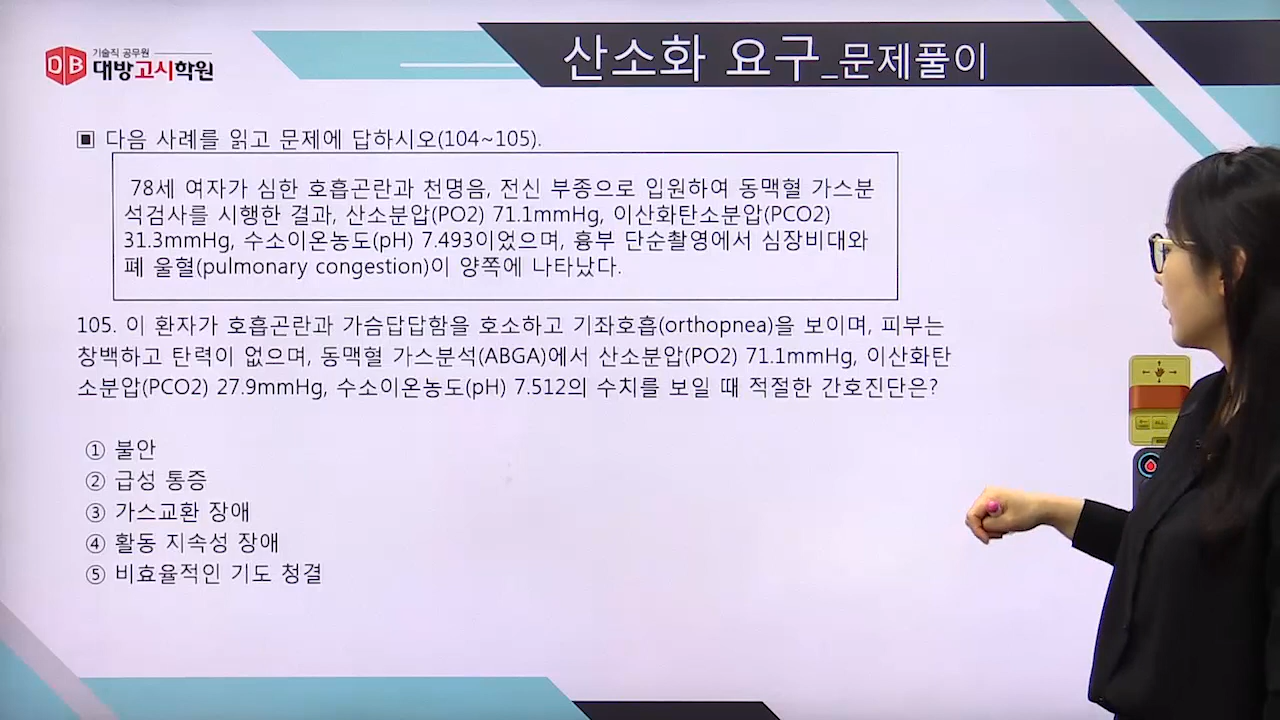 기술직 공무원
DB 대방고시학원
산소화 요구_문제풀이
▣ 다음 사례를 읽고 문제에 답하시오(104~105).
78세 여자가 심한 호흡곤란과 천명음, 전신 부종으로 입원하여 동맥혈 가스분
석검사를 시행한 결과, 산소분압(PO2) 71.1mmHg, 이산화탄소분압(PCO2)
31.3mmHg, 수소이온농도(pH) 7.493이었으며, 흉부 단순촬영에서 심장비대와
폐 울혈(pulmonary congestion)이 양쪽에 나타났다.
105. 이 환자가 호흡곤란과 가슴답답함을 호소하고 기좌호흡(orthopnea)을 보이며, 피부는
창백하고 탄력이 없으며, 동맥혈 가스분석(ABGA)에서 산소분압(PO2) 71.1mmHg, 이산화탄
소분압(PCO2) 27.9mmHg, 수소이온농도(pH) 7.512의 수치를 보일 때 적절한 간호진단은?
① 불안
② 급성 통증
③ 가스교환 장애
④ 활동 지속성 장애
⑤ 비효율적인 기도 청결